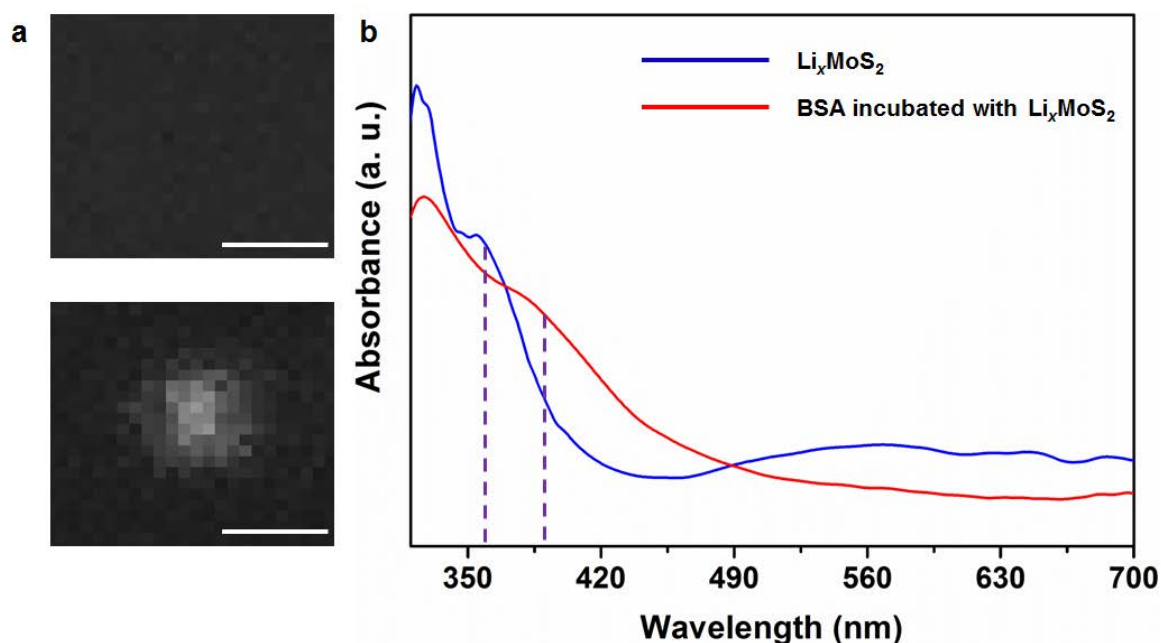 a
b
LiₓMoS₂
BSA incubated with LiₓMoS₂
Absorbance (a. u.)
350 420 490 560 630 700
Wavelength (nm)